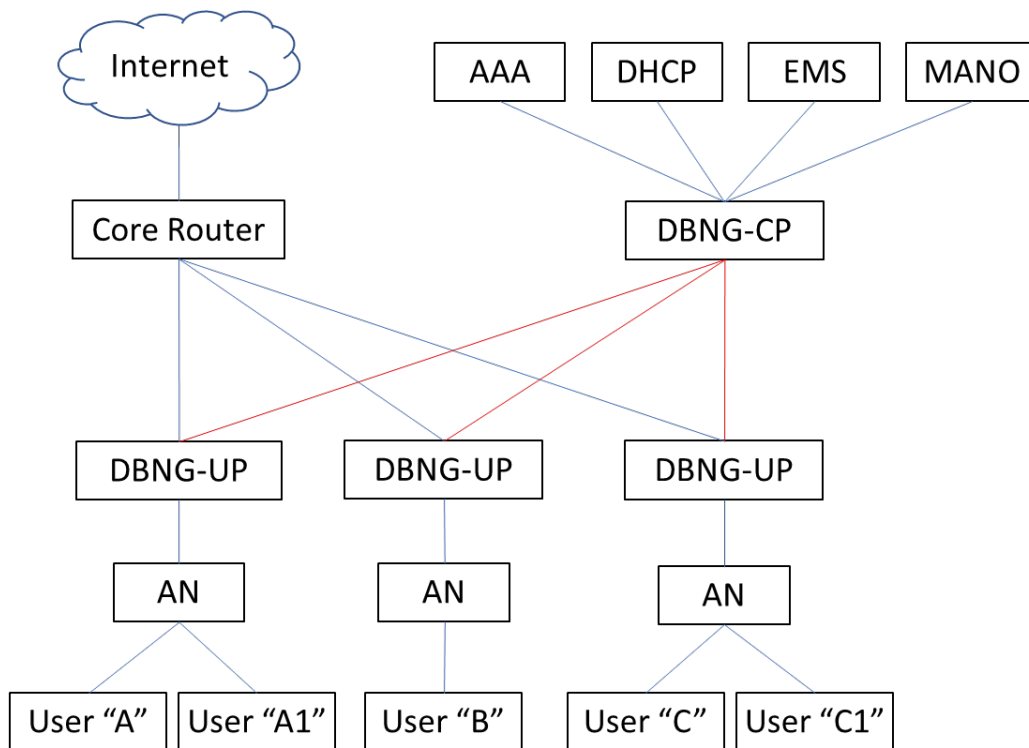 Internet
AAA
DHCP
EMS
MANO
Core Router
DBNG-CP
DBNG-UP
DBNG-UP
DBNG-UP
AN
AN
AN
User “A”
User “A1”
User “B”
User “C”
User “C1”